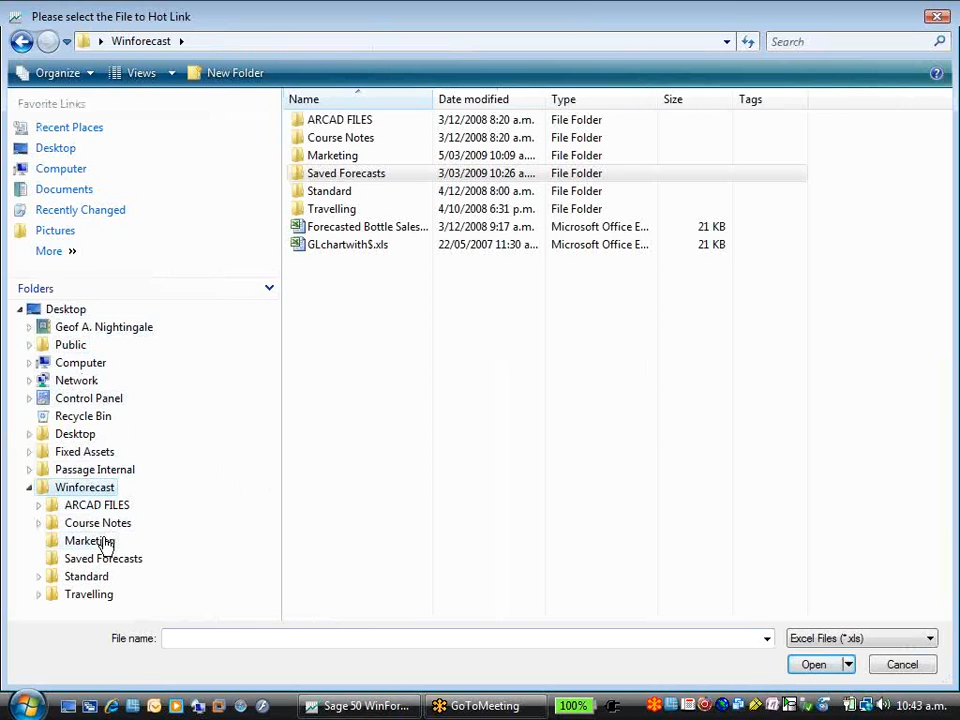 Please select the File to Hot Link
Winforecast
Search
Organize Views New Folder
Favorite Links
Recent Places
Desktop
Computer
Documents
Recently Changed
Pictures
More »
Folders
Desktop
Geof A. Nightingale
Public
Computer
Network
Control Panel
Recycle Bin
Desktop
Fixed Assets
Passage Internal
Winforecast
ARCAD FILES
Course Notes
Marketing
Saved Forecasts
Standard
Travelling
Name Date modified Type Size Tags
ARCAD FILES 3/12/2008 8:20 a.m. File Folder
Course Notes 3/12/2008 8:20 a.m. File Folder
Marketing 5/03/2009 10:09 a.... File Folder
Saved Forecasts 3/03/2009 10:26 a.... File Folder
Standard 4/12/2008 8:00 a.m. File Folder
Travelling 4/10/2008 6:31 p.m. File Folder
Forecasted Bottle Sales... 3/12/2008 9:17 a.m. Microsoft Office E... 21 KB
GLchartwith$.xls 22/05/2007 11:30 a... Microsoft Office E... 21 KB
File name: Excel Files (*.xls)
Open Cancel
Sage 50 WinFor... GoToMeeting 100% 10:43 a.m.